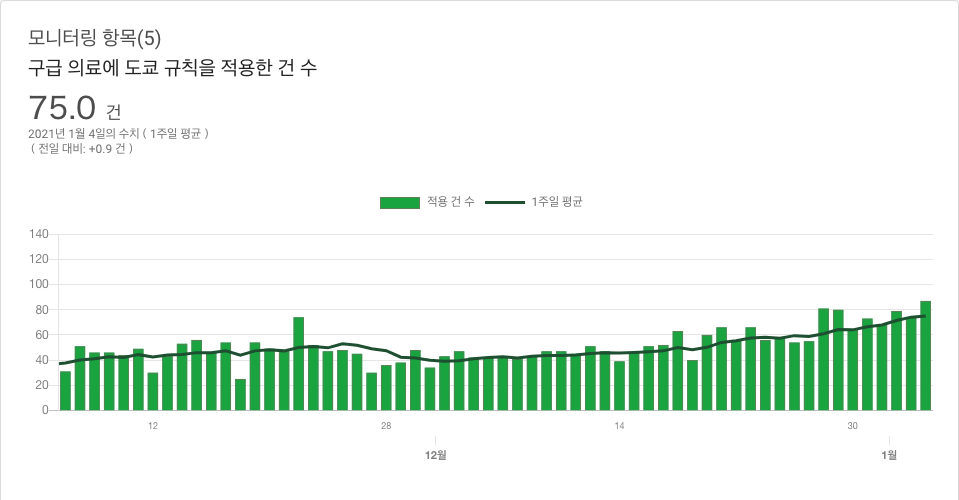 모니터링 항목(5)
구급 의료에 도쿄 규칙을 적용한 건 수
75.0 건
2021년 1월 4일의 수치 ( 1주일 평균 )
( 전일 대비: +0.9 건 )
적용 건 수 1주일 평균
140
120
100
80
60
40
20
0
12 28 14 30
12월 1월